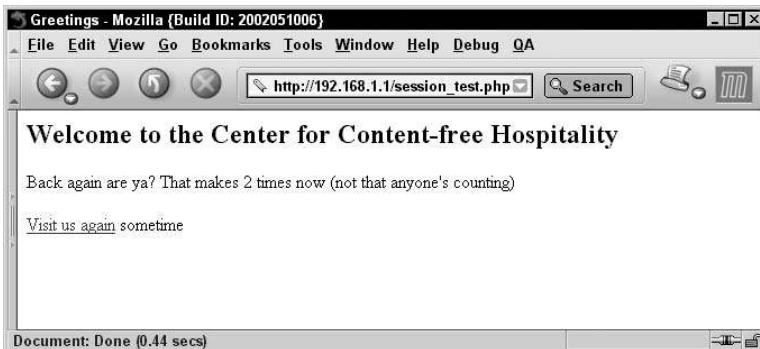 Greetings - Mozilla {Build ID: 2002051006}
File Edit View Go Bookmarks Tools Window Help Debug QA
http://192.168.1.1/session_test.php Search
Welcome to the Center for Content-free Hospitality
Back again are ya? That makes 2 times now (not that anyone's counting)
Visit us again sometime
Document: Done (0.44 secs)